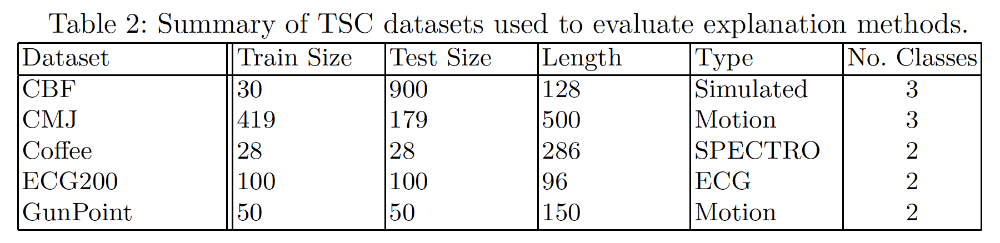 Table 2: Summary of TSC datasets used to evaluate explanation methods.
Dataset Train Size Test Size Length Type No. Classes
CBF 30 900 128 Simulated 3
CMJ 419 179 500 Motion 3
Coffee 28 28 286 SPECTRO 2
ECG200 100 100 96 ECG 2
GunPoint 50 50 150 Motion 2